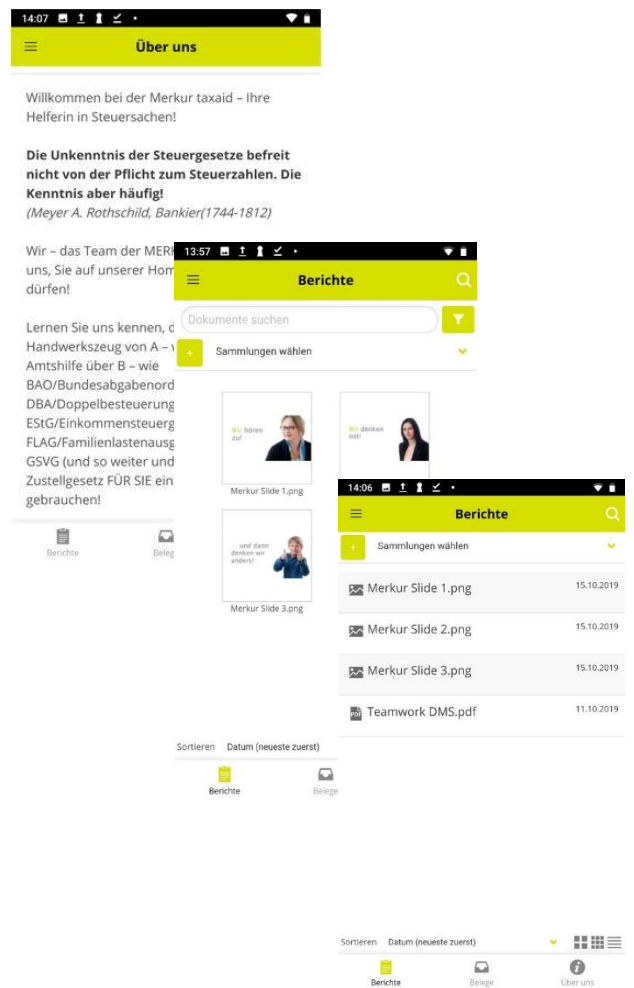 14:07
Über uns
Willkommen bei der Merkur taxaid – Ihre
Helferin in Steuersachen!
Die Unkenntnis der Steuergesetze befreit
nicht von der Pflicht zum Steuerzahlen. Die
Kenntnis aber häufig!
(Meyer A. Rothschild, Bankier(1744-1812)
Wir – das Team der MER
uns, Sie auf unserer Hom
dürfen!
Lernen Sie uns kennen, d
Handwerkszeug von A –
Amtshilfe über B – wie
BAO/Bundesabgabenord
DBA/Doppelbesteuerung
EStG/Einkommensteuerg
FLAG/Familienlastenausg
GSVG (und so weiter und
Zustellgesetz FÜR SIE ein
gebrauchen!
Berichte
Beleg
13:57
Berichte
Dokumente suchen
+ Sammlungen wählen
Wir hören
zu!
Merkur Slide 1.png
Wir denken
mit!
und dann
denken wir
anders!
Merkur Slide 3.png
Sortieren Datum (neueste zuerst)
Berichte
Belege
14:06
Berichte
+ Sammlungen wählen
Merkur Slide 1.png 15.10.2019
Merkur Slide 2.png 15.10.2019
Merkur Slide 3.png 15.10.2019
PDF Teamwork DMS.pdf 11.10.2019
Sortieren Datum (neueste zuerst)
Berichte
Belege
Über uns